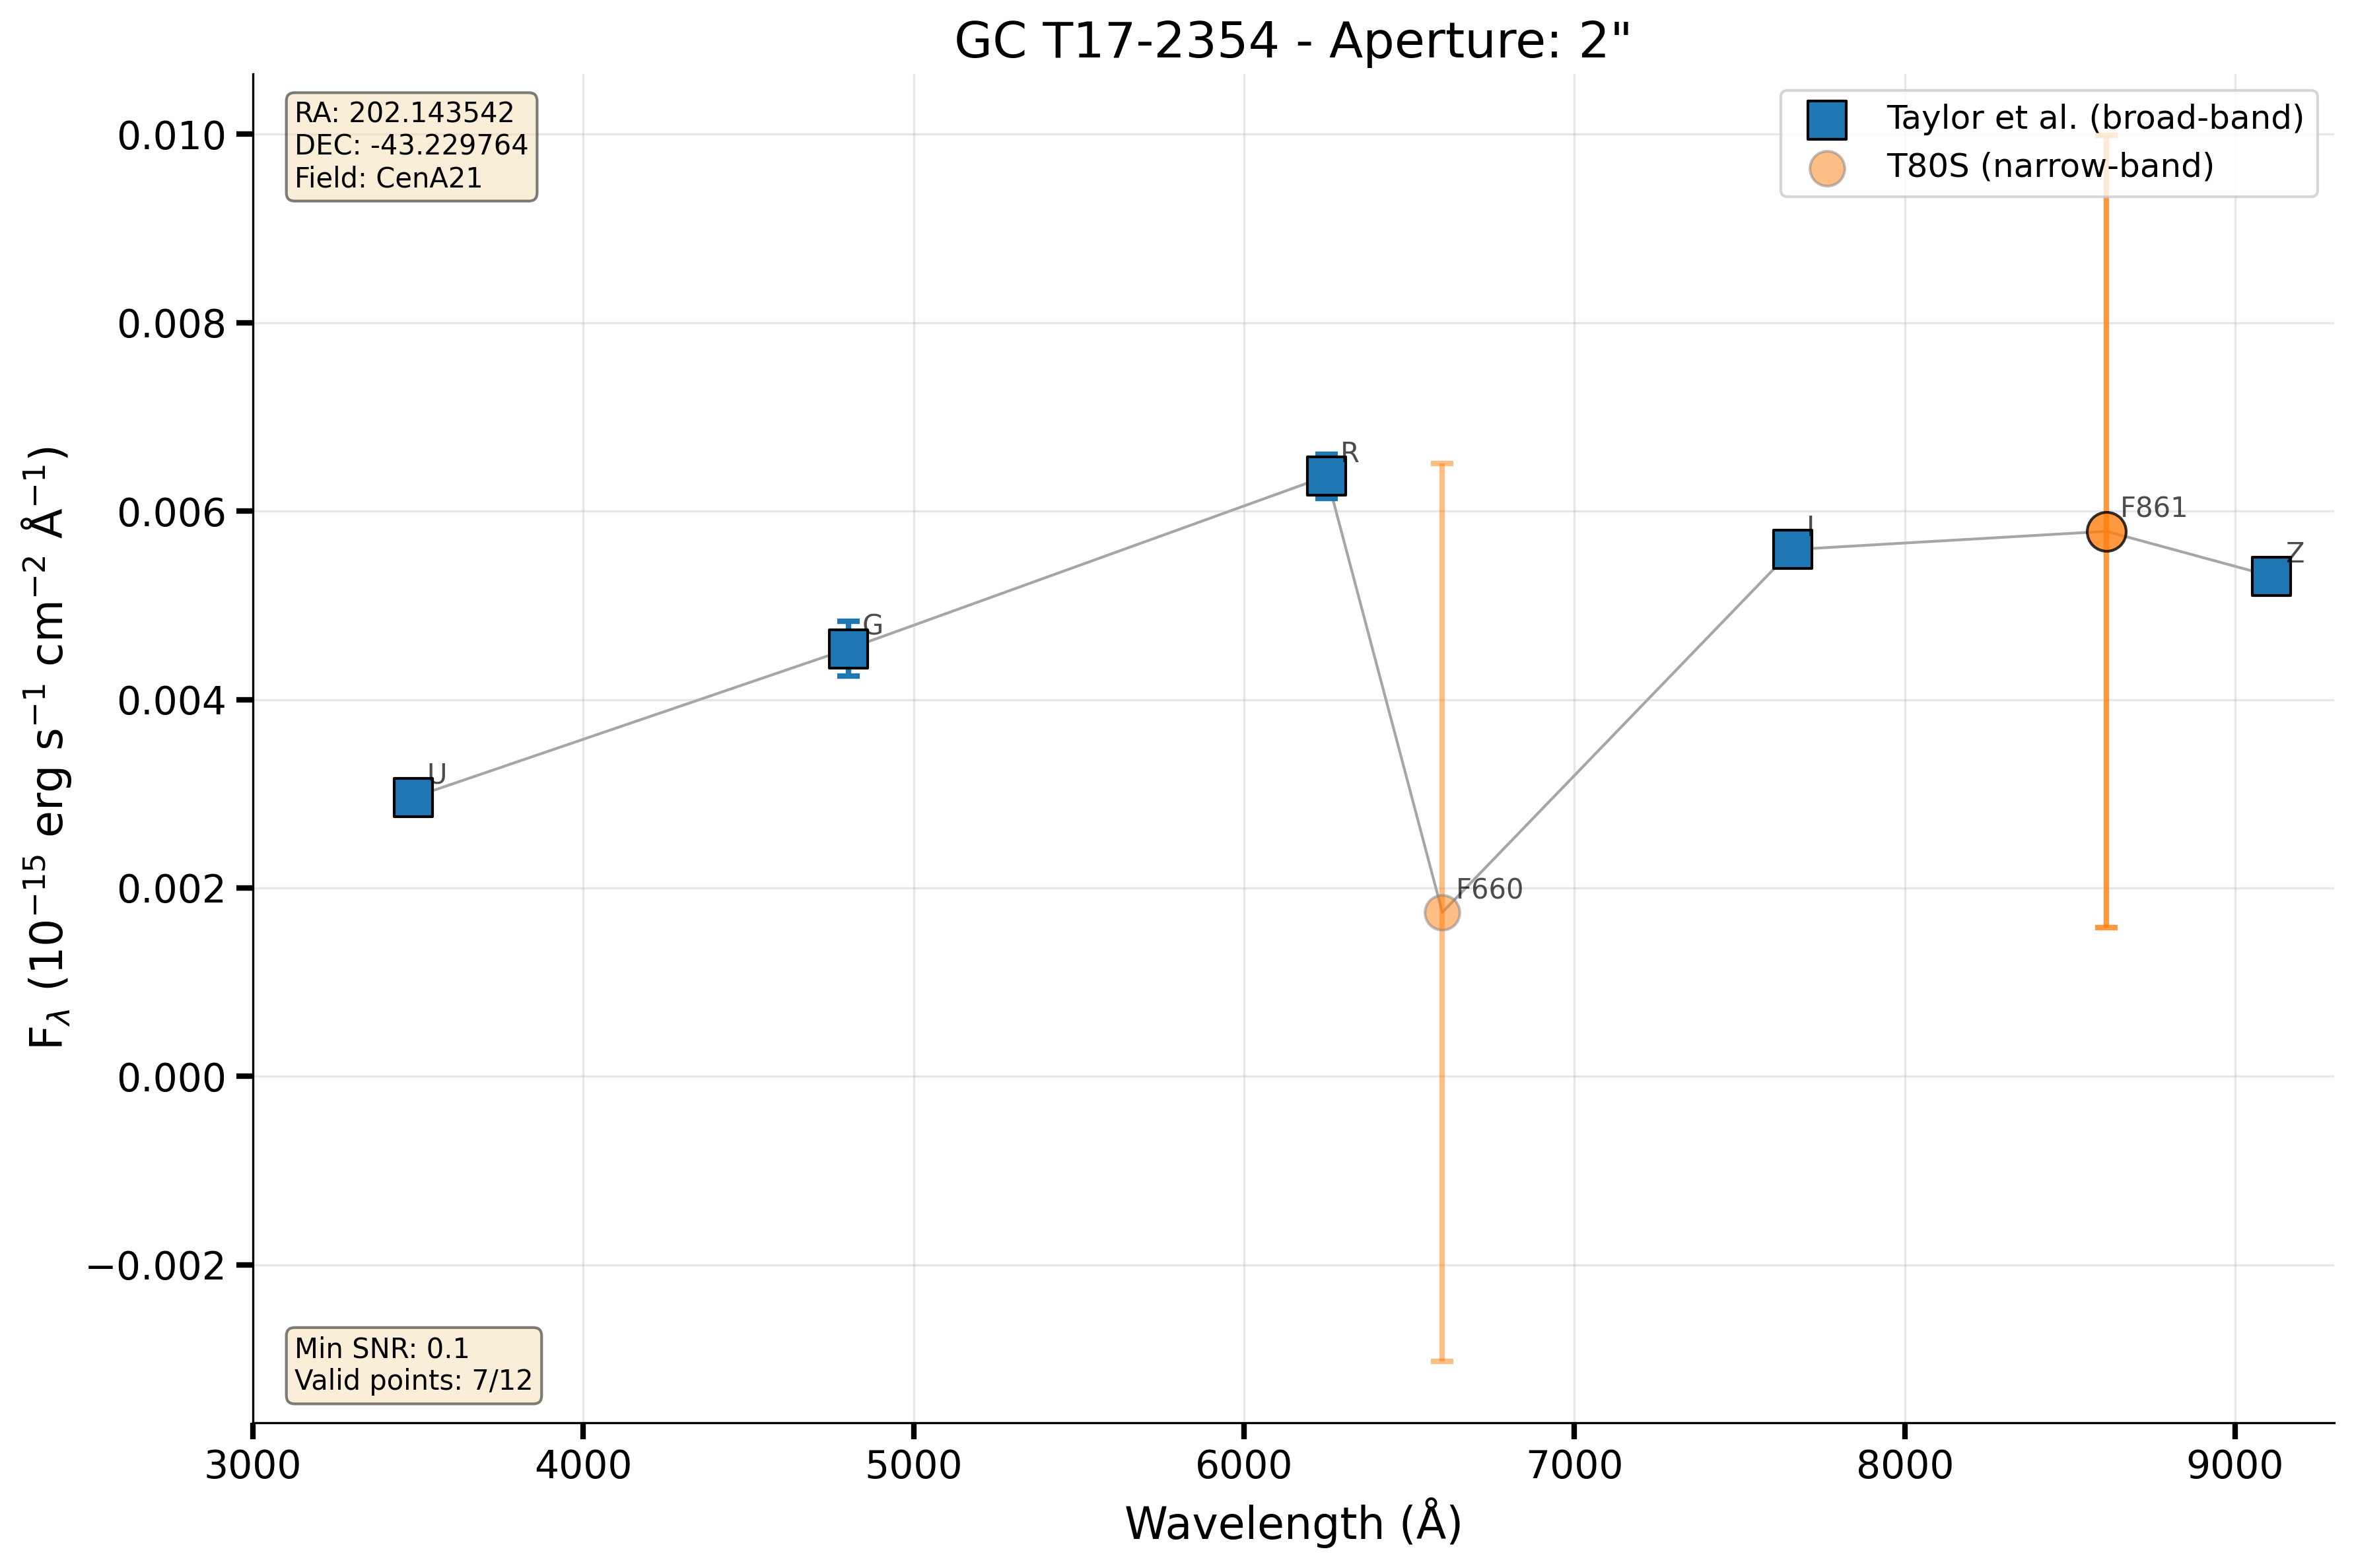 GC T17-2354 - Aperture: 2"
RA: 202.143542
DEC: -43.229764
Field: CenA21
Taylor et al. (broad-band)
T80S (narrow-band)
0.010
0.008
0.006
0.004
0.002
0.000
−0.002
F_λ (10⁻¹⁵ erg s⁻¹ cm⁻² Å⁻¹)
U
G
R
F660
I
F861
Z
Min SNR: 0.1
Valid points: 7/12
3000 4000 5000 6000 7000 8000 9000
Wavelength (Å)